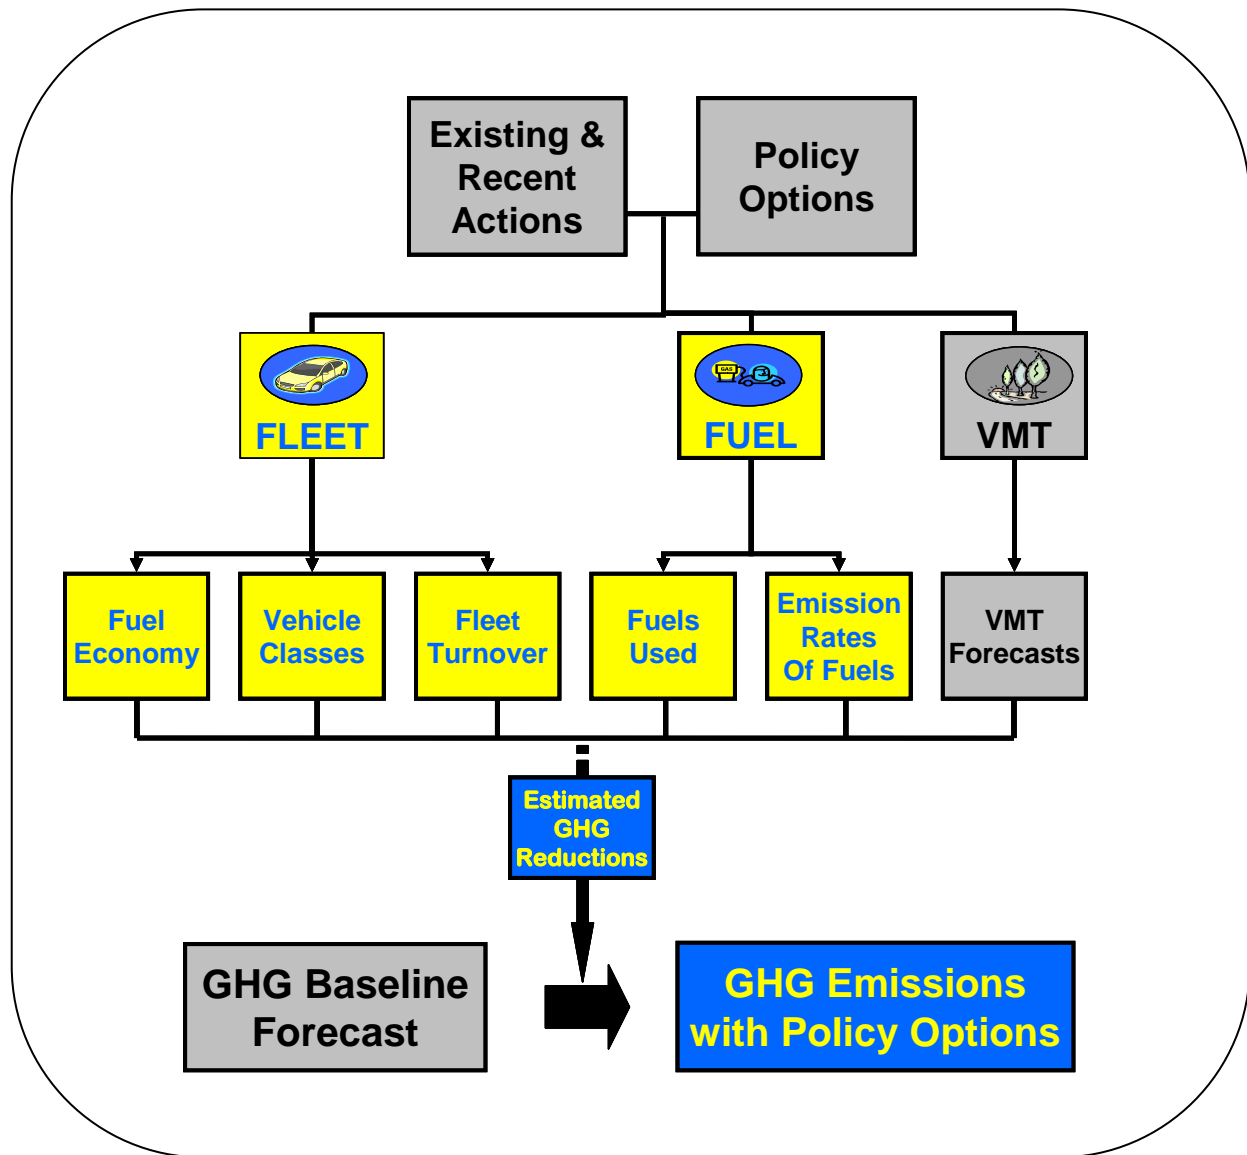 Existing &
Recent
Actions
Policy
Options
GAS
FLEET
FUEL
VMT
Fuel
Economy
Vehicle
Classes
Fleet
Turnover
Fuels
Used
Emission
Rates
Of Fuels
VMT
Forecasts
Estimated
GHG
Reductions
GHG Baseline
Forecast
GHG Emissions
with Policy Options